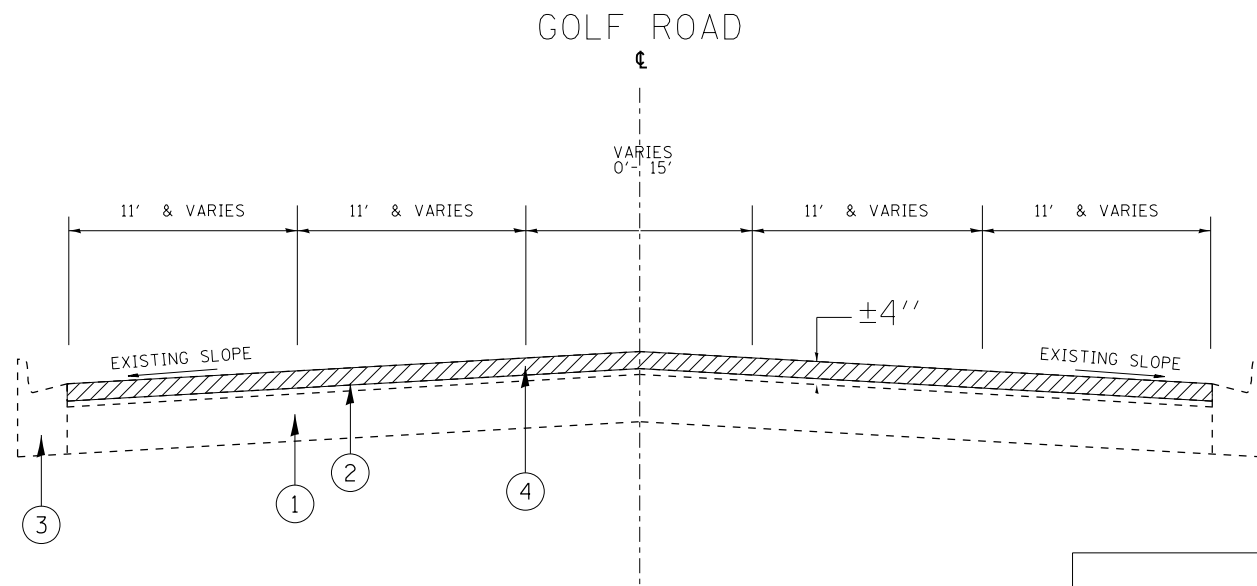 GOLF ROAD
℄
VARIES
0'- 15'
11' & VARIES
11' & VARIES
11' & VARIES
11' & VARIES
±4''
EXISTING SLOPE
EXISTING SLOPE
4
2
1
3